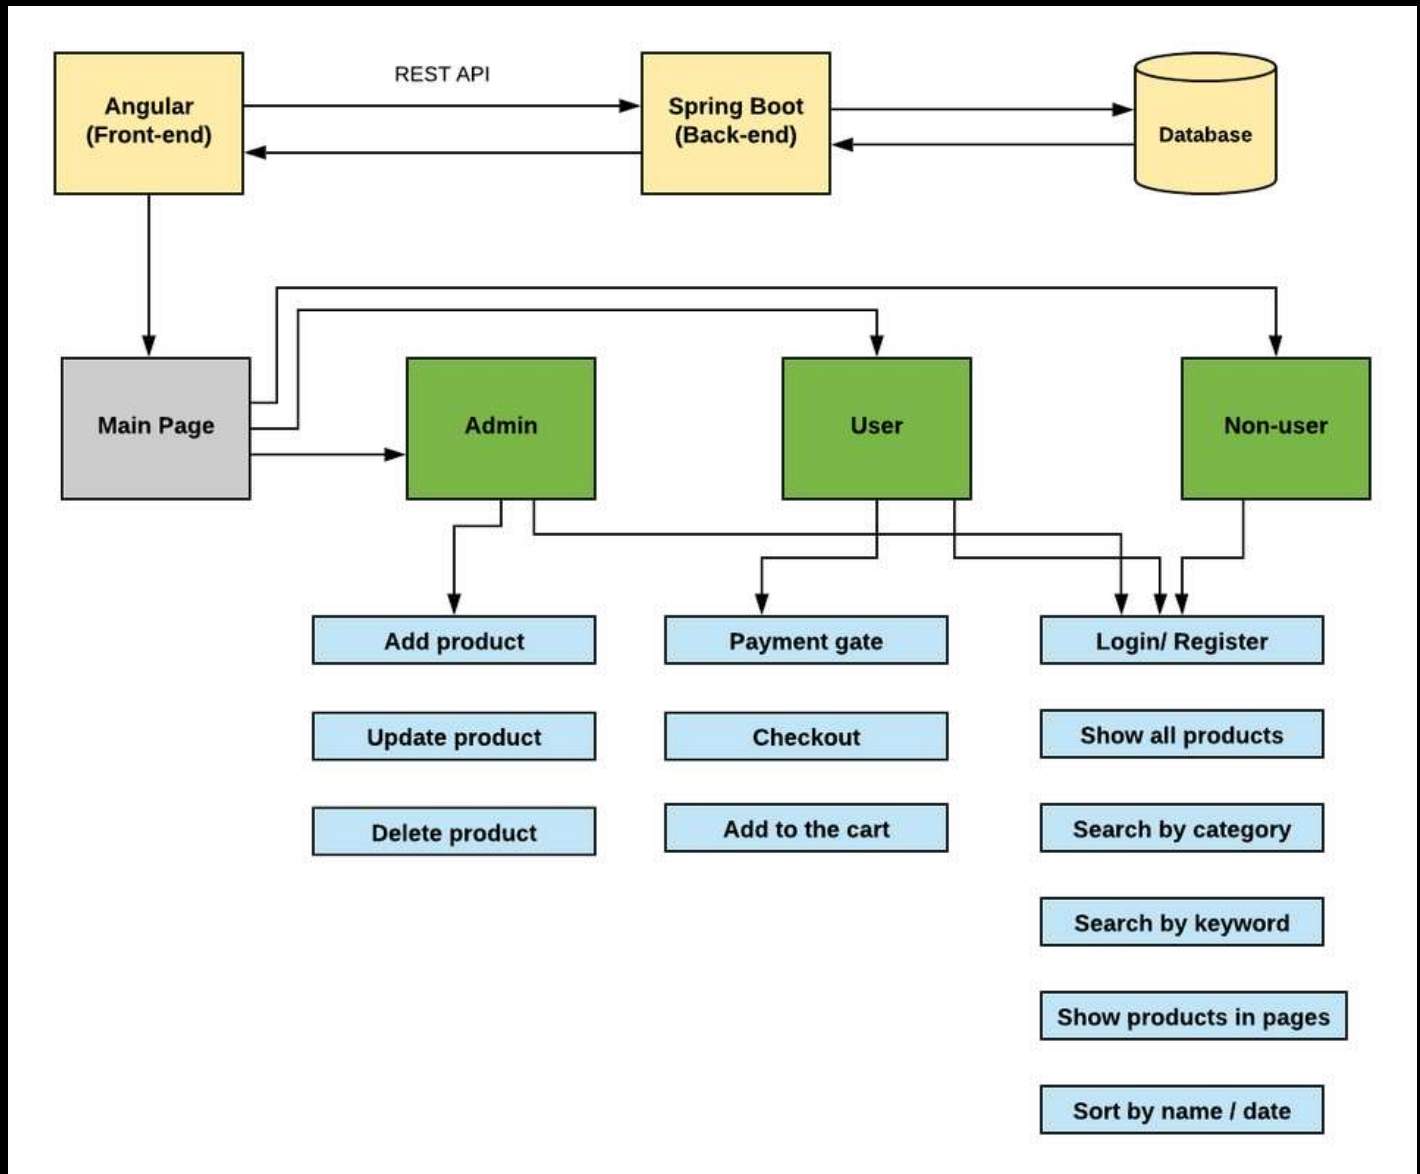 REST API
Angular
(Front-end)
Spring Boot
(Back-end)
Database
Main Page
Admin
User
Non-user
Add product
Payment gate
Login/ Register
Update product
Checkout
Show all products
Delete product
Add to the cart
Search by category
Search by keyword
Show products in pages
Sort by name / date